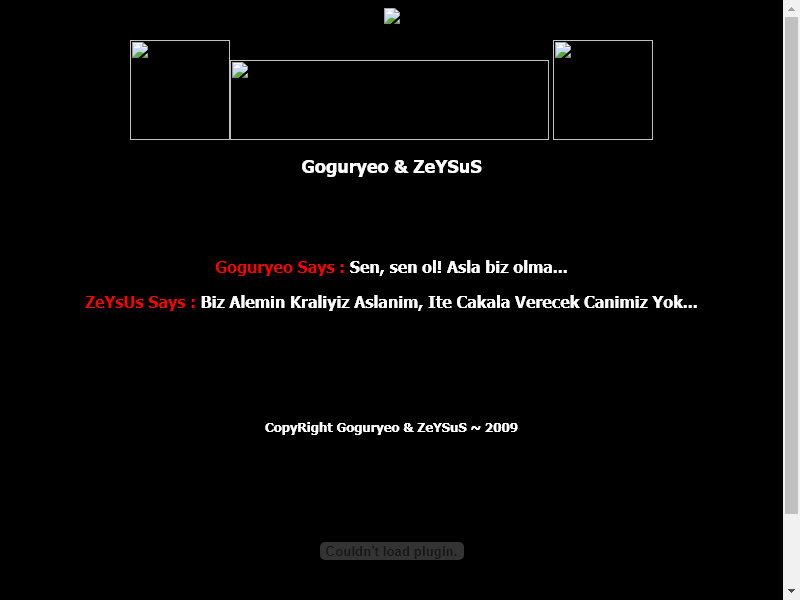 Goguryeo & ZeYSuS
Goguryeo Says : Sen, sen ol! Asla biz olma...
ZeYsUs Says : Biz Alemin Kraliyiz Aslanim, Ite Cakala Verecek Canimiz Yok...
CopyRight Goguryeo & ZeYSuS ~ 2009
Couldn't load plugin.